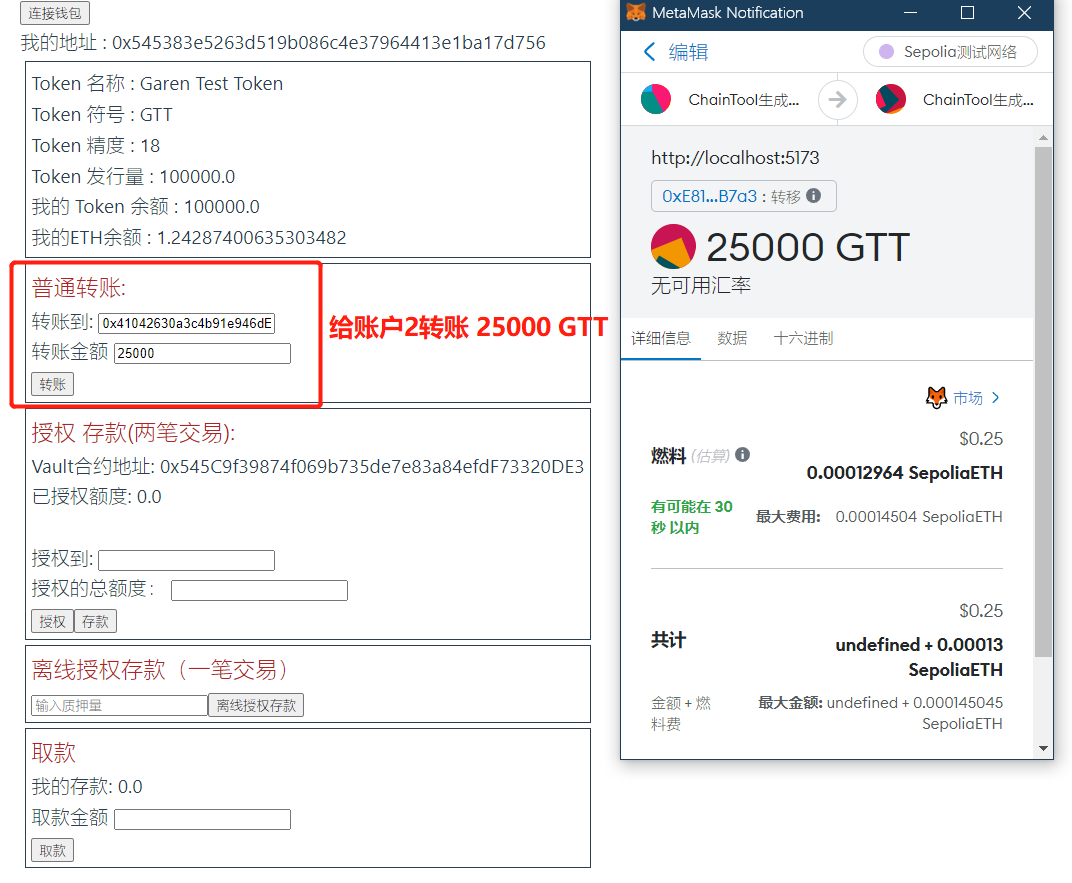 连接钱包
我的地址 : 0x545383e5263d519b086c4e37964413e1ba17d756
Token 名称 : Garen Test Token
Token 符号 : GTT
Token 精度 : 18
Token 发行量 : 100000.0
我的 Token 余额 : 100000.0
我的ETH余额 : 1.24287400635303482
普通转账:
转账到: 0x41042630a3c4b91e946dE
转账金额 25000
转账
给账户2转账 25000 GTT
授权 存款(两笔交易):
Vault合约地址: 0x545C9f39874f069b735de7e83a84efdF73320DE3
已授权额度: 0.0
授权到:
授权的总额度：
授权 存款
离线授权存款（一笔交易）
输入质押量 离线授权存款
取款
我的存款: 0.0
取款金额
取款
MetaMask Notification
编辑 Sepolia测试网络
ChainTool生成... ChainTool生成...
http://localhost:5173
0xE81...B7a3 : 转移
25000 GTT
无可用汇率
详细信息 数据 十六进制
市场
$0.25
燃料 (估算) 0.00012964 SepoliaETH
有可能在 30 秒 以内 最大费用: 0.00014504 SepoliaETH
$0.25
共计 undefined + 0.00013
SepoliaETH
金额 + 燃 最大金额: undefined + 0.000145045
料费 SepoliaETH